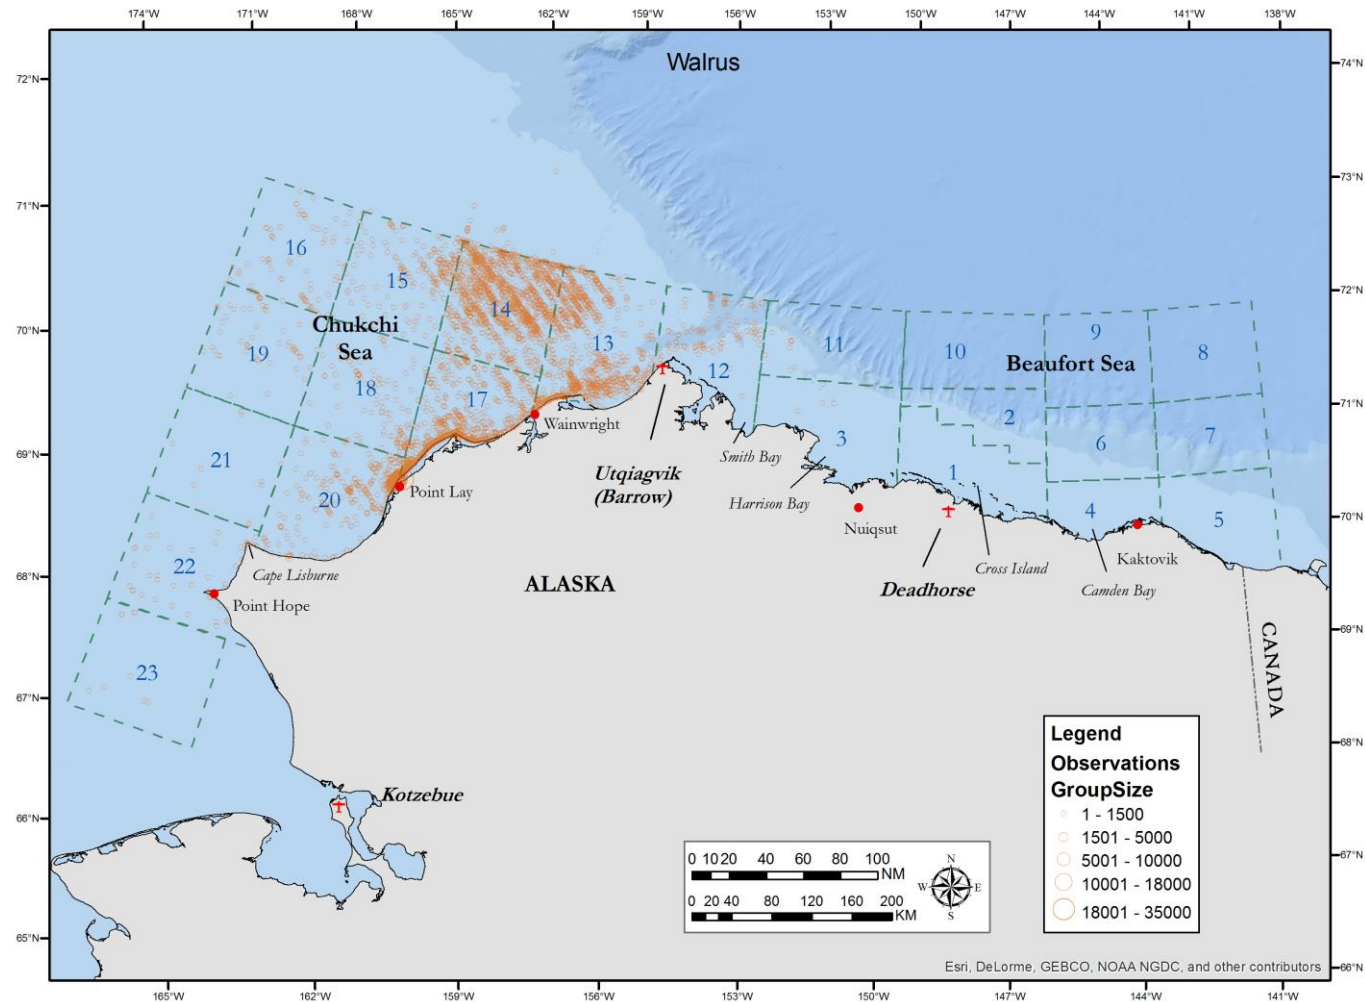 174°W 171°W 168°W 165°W 162°W 159°W 156°W 153°W 150°W 147°W 144°W 141°W 138°W
Walrus
72°N
74°N
73°N
71°N
16
15
14
72°N
13
11
10
9
8
70°N
Chukchi
Sea
19
18
17
12
Beaufort Sea
71°N
Wainwright
2
3
6
7
69°N
21
20
Point Lay
Utqiagvik
(Barrow)
Smith Bay
Harrison Bay
1
Nuiqsut
4
5
70°N
Kaktovik
68°N
22
Cape Lisburne
Point Hope
ALASKA
Deadhorse
Cross Island
Camden Bay
69°N
23
67°N
CANADA
68°N
Kotzebue
66°N
67°N
65°N
66°N
Legend
Observations
GroupSize
1 - 1500
1501 - 5000
5001 - 10000
10001 - 18000
18001 - 35000
0 10 20 40 60 80 100
NM
0 20 40 80 120 160 200
KM
N
W E
S
Esri, DeLorme, GEBCO, NOAA NGDC, and other contributors
165°W 162°W 159°W 156°W 153°W 150°W 147°W 144°W 141°W